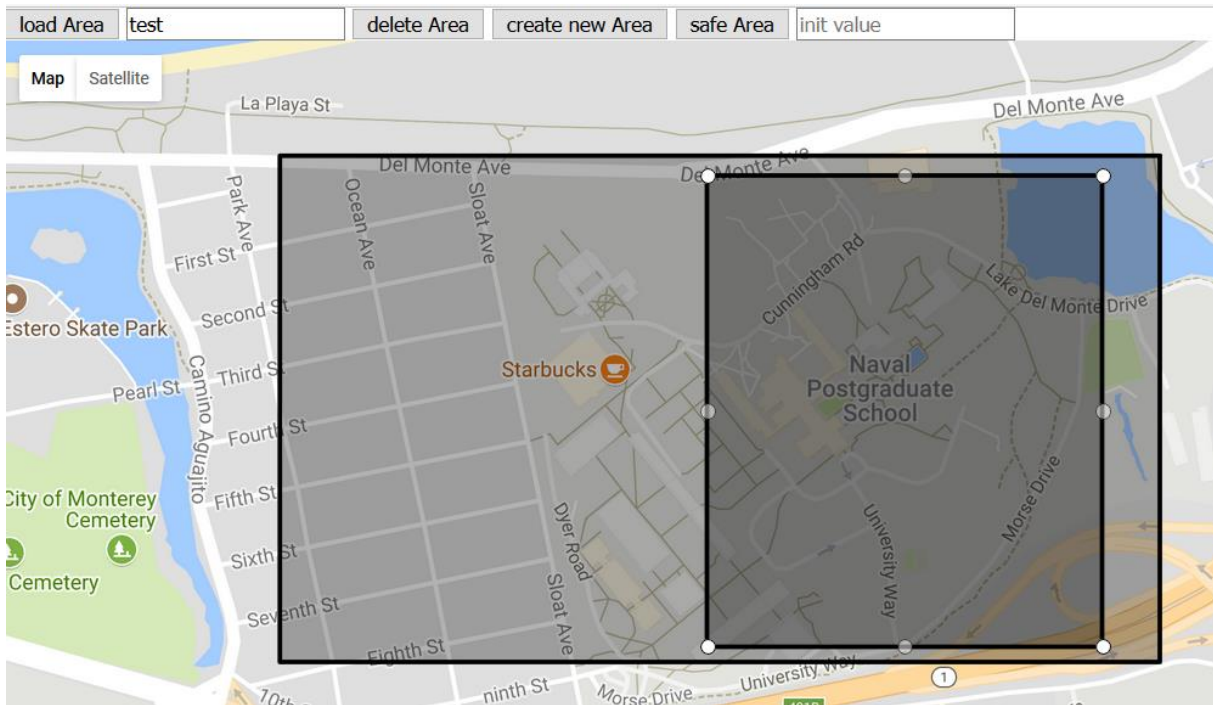 load Area test delete Area create new Area safe Area init value
Map Satellite
La Playa St
Del Monte Ave
Del Monte Ave
Del Monte Ave
Park Ave
Ocean Ave
Sloat Ave
First St
Cunningham Rd
Lake Del Monte Drive
Estero Skate Park
Second St
Starbucks
Naval
Postgraduate
School
Pearl St
Third St
Camino Aguajito
Fourth St
City of Monterey
Cemetery
Fifth St
Dyer Road
University Way
Morse Drive
Sixth St
Cemetery
Sloat Ave
Seventh St
Eighth St
University Way
1
ninth St
Morse Drive